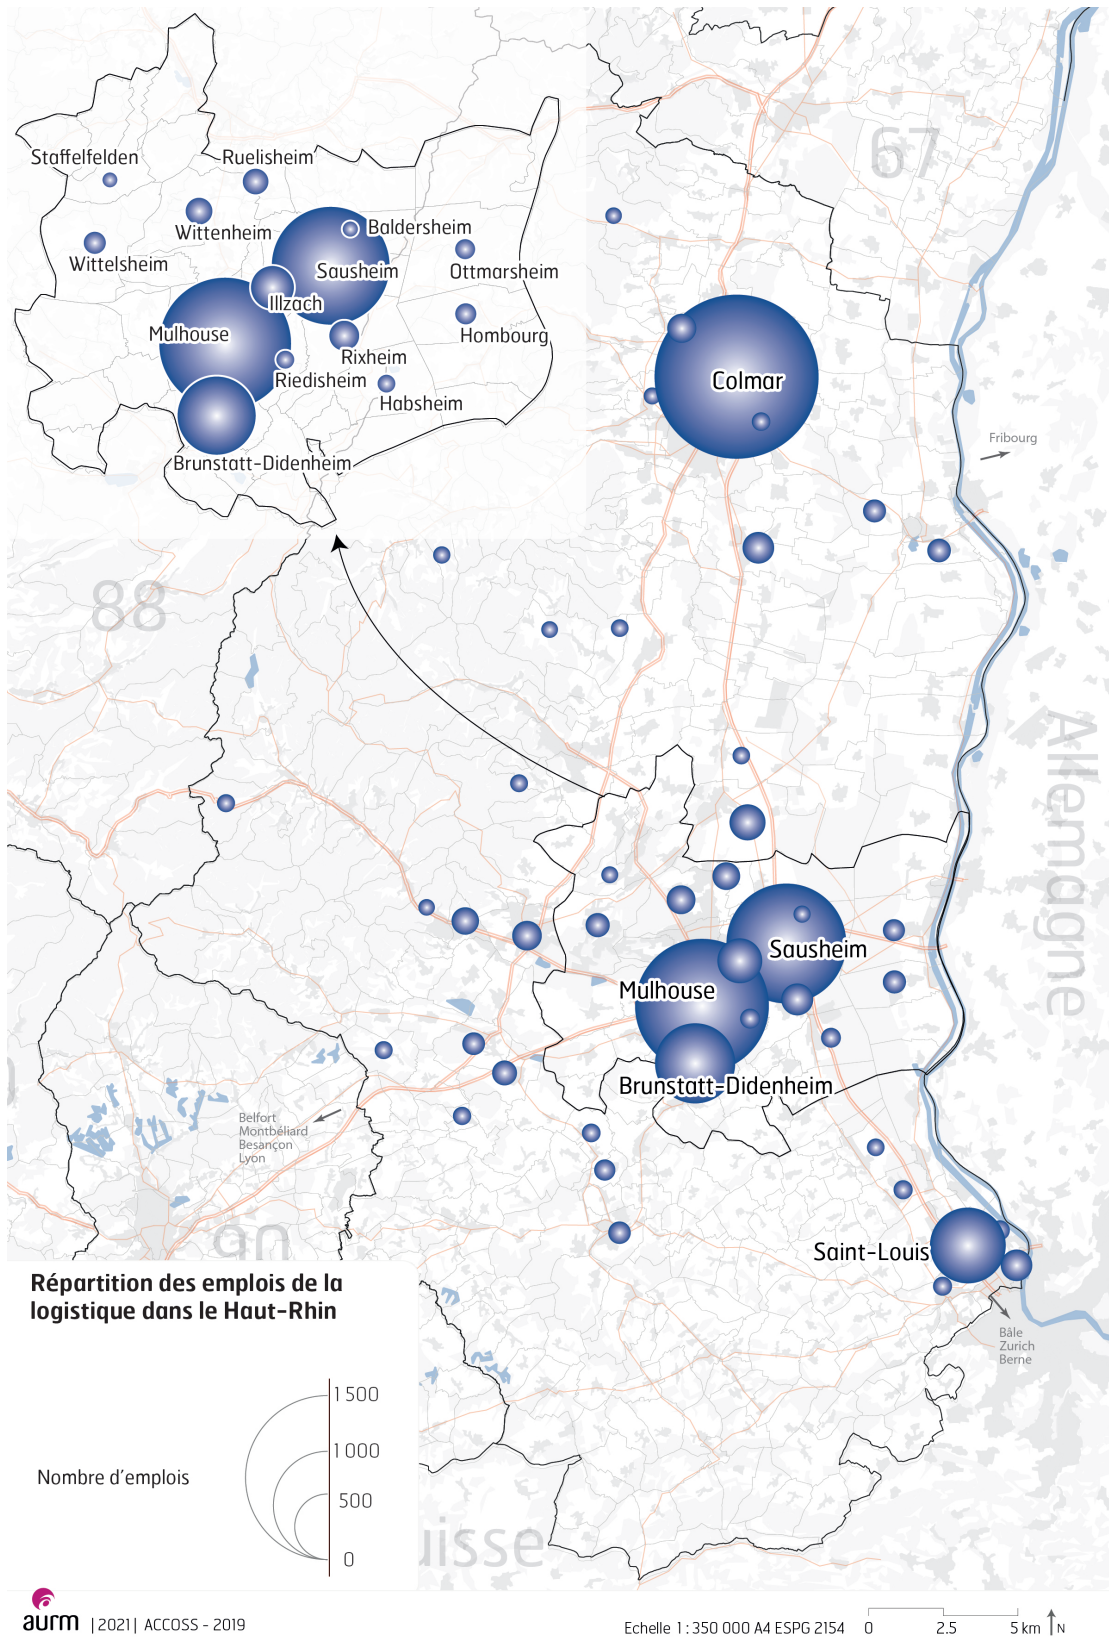 67
Staffelfelden
Ruelisheim
Wittenheim
Baldersheim
Wittelsheim
Sausheim
Ottmarsheim
Illzach
Mulhouse
Hombourg
Rixheim
Riedisheim
Habsheim
Brunstatt-Didenheim
Colmar
Fribourg
88
Allemagne
Sausheim
Mulhouse
Brunstatt-Didenheim
Belfort
Montbéliard
Besançon
Lyon
90
Saint-Louis
Bâle
Zurich
Berne
Répartition des emplois de la
logistique dans le Haut-Rhin
1 500
1 000
Nombre d'emplois
500
0
uisse
aurm | 2021 | ACCOSS - 2019
Echelle 1 : 350 000 A4 ESPG 2154
0 2.5 5 km N